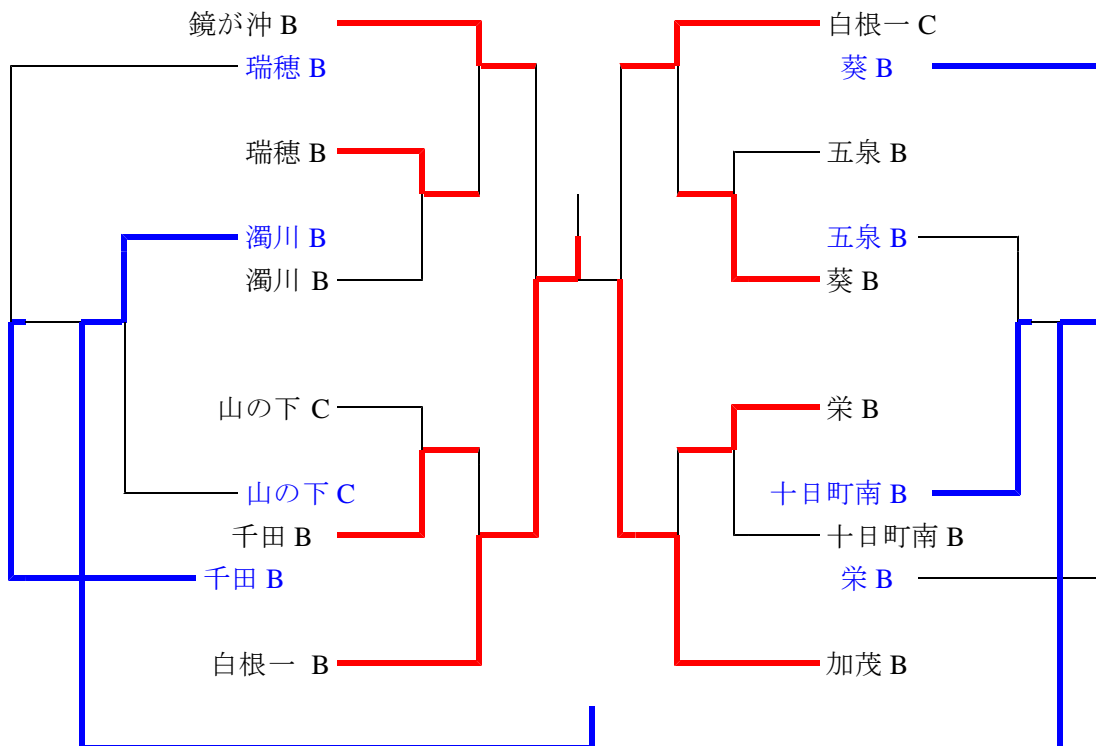 鏡が沖 B
瑞穂 B
瑞穂 B
濁川 B
濁川 B
山の下 C
山の下 C
千田 B
千田 B
白根一 B
白根一 C
葵 B
五泉 B
五泉 B
葵 B
栄 B
十日町南 B
十日町南 B
栄 B
加茂 B